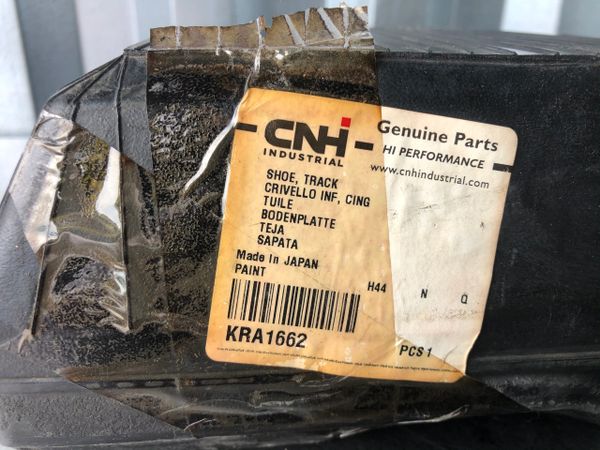 CNH
INDUSTRIAL
Genuine Parts
HI PERFORMANCE
www.cnhindustrial.com
SHOE, TRACK
CRIVELLO INF, CING
TUILE
BODENPLATTE
TEJA
SAPATA
Made in JAPAN
PAINT
H44 N Q
KRA1662
PCS 1